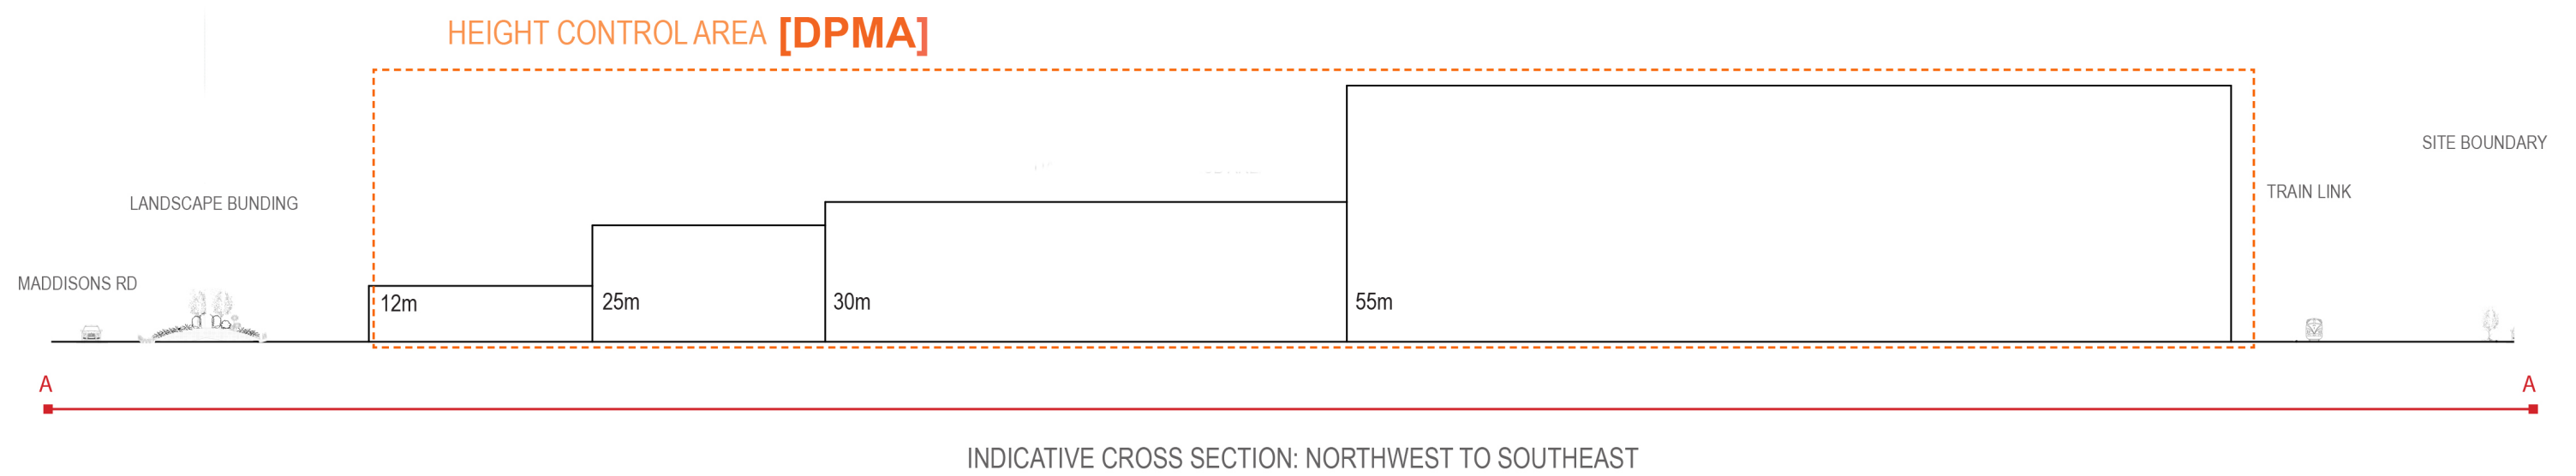 HEIGHT CONTROL AREA [DPMA]
SITE BOUNDARY
TRAIN LINK
LANDSCAPE BUNDING
MADDISONS RD
12m
25m
30m
55m
A
A
INDICATIVE CROSS SECTION: NORTHWEST TO SOUTHEAST